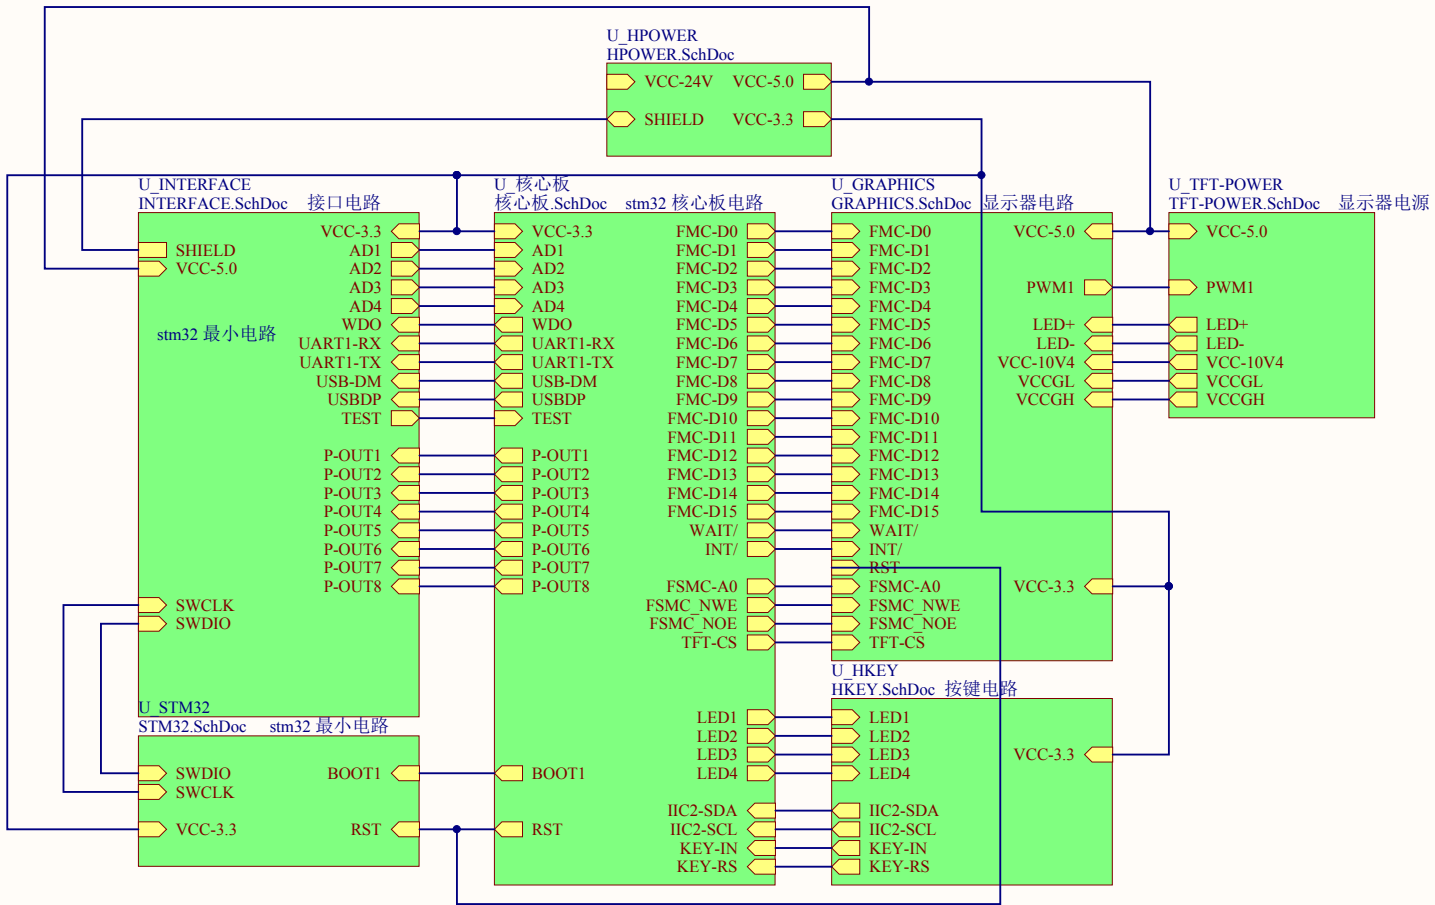 U_HPOWER
HPOWER.SchDoc
VCC-24V VCC-5.0
SHIELD VCC-3.3
U_INTERFACE
INTERFACE.SchDoc 接口电路
VCC-3.3
SHIELD
AD1
VCC-5.0
AD2
AD3
AD4
WDO
stm32 最小电路
UART1-RX
UART1-TX
USB-DM
USBDP
TEST
P-OUT1
P-OUT2
P-OUT3
P-OUT4
P-OUT5
P-OUT6
P-OUT7
P-OUT8
SWCLK
SWDIO
U_STM32
STM32.SchDoc stm32 最小电路
SWDIO BOOT1
SWCLK
VCC-3.3 RST
U_核心板
核心板.SchDoc stm32 核心板电路
VCC-3.3 FMC-D0
AD1 FMC-D1
AD2 FMC-D2
AD3 FMC-D3
AD4 FMC-D4
WDO FMC-D5
UART1-RX FMC-D6
UART1-TX FMC-D7
USB-DM FMC-D8
USBDP FMC-D9
TEST FMC-D10
FMC-D11
P-OUT1 FMC-D12
P-OUT2 FMC-D13
P-OUT3 FMC-D14
P-OUT4 FMC-D15
P-OUT5 WAIT/
P-OUT6 INT/
P-OUT7
P-OUT8 FSMC-A0
FSMC_NWE
FSMC_NOE
TFT-CS
LED1
LED2
LED3
BOOT1 LED4
IIC2-SDA
RST IIC2-SCL
KEY-IN
KEY-RS
U_GRAPHICS
GRAPHICS.SchDoc 显示器电路
FMC-D0 VCC-5.0
FMC-D1
FMC-D2
FMC-D3 PWM1
FMC-D4
FMC-D5 LED+
FMC-D6 LED-
FMC-D7 VCC-10V4
FMC-D8 VCCGL
FMC-D9 VCCGH
FMC-D10
FMC-D11
FMC-D12
FMC-D13
FMC-D14
FMC-D15
WAIT/
INT/
RST
FSMC-A0 VCC-3.3
FSMC_NWE
FSMC_NOE
TFT-CS
U_HKEY
HKEY.SchDoc 按键电路
LED1
LED2
LED3 VCC-3.3
LED4
IIC2-SDA
IIC2-SCL
KEY-IN
KEY-RS
U_TFT-POWER
TFT-POWER.SchDoc 显示器电源
VCC-5.0
PWM1
LED+
LED-
VCC-10V4
VCCGL
VCCGH